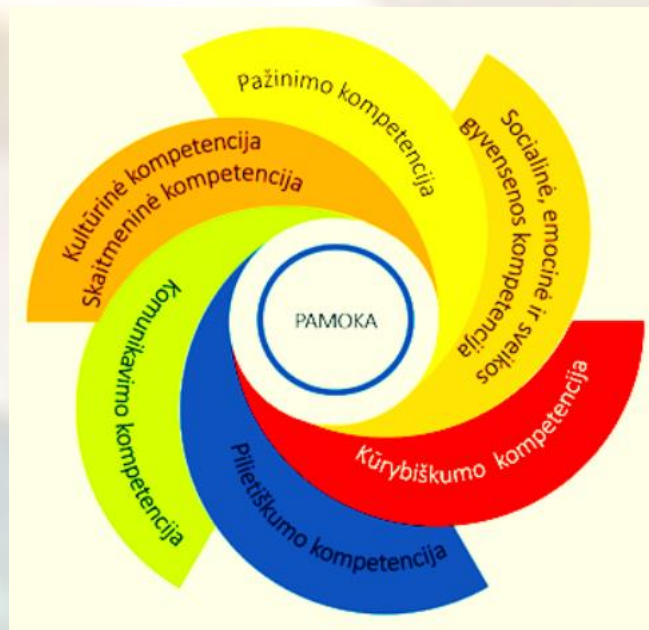 Pažinimo kompetencija
Socialinė, emocinė ir sveikos
gyvensenos kompetencija
Kūrybiškumo kompetencija
Pilietiškumo kompetencija
Komunikavimo kompetencija
Kultūrinė kompetencija
Skaitmeninė kompetencija
PAMOKA